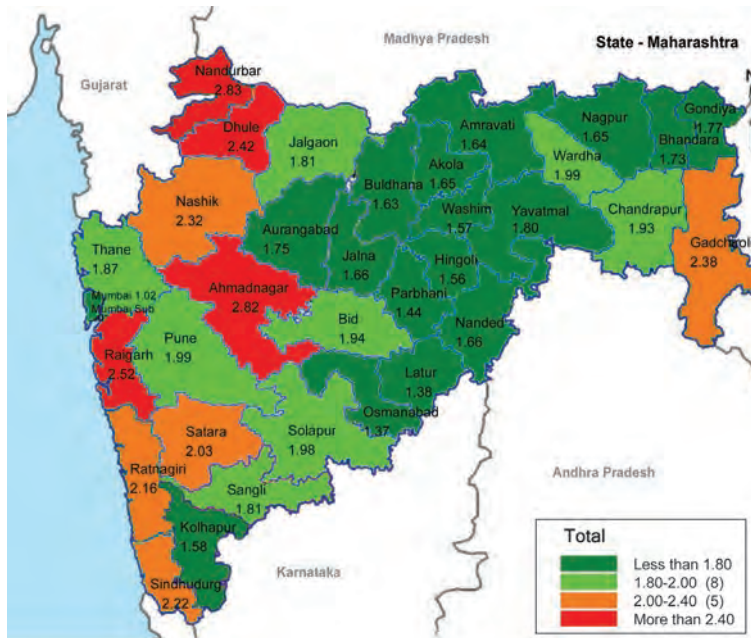 Madhya Pradesh
State - Maharashtra
N
Gujarat
Nandurbar
2.83
Dhule
2.42
Jalgaon
1.81
Nashik
2.32
Buldhana
1.63
Akola
1.65
Amravati
1.64
Nagpur
1.65
Wardha
1.99
Bhandara
1.73
Gondiya
1.77
Washim
1.57
Yavatmal
1.80
Chandrapur
1.93
Gadchiroli
2.38
Aurangabad
1.75
Jalna
1.66
Hingoli
1.56
Parbhani
1.44
Nanded
1.66
Thane
1.87
Mumbai 1.02
Mumbai Sub
Ahmadnagar
2.82
Bid
1.94
Raigarh
2.52
Pune
1.99
Latur
1.38
Osmanabad
1.37
Satara
2.03
Solapur
1.98
Ratnagiri
2.16
Sangli
1.81
Kolhapur
1.58
Sindhudurg
2.22
Karnataka
Andhra Pradesh
Total
Less than 1.80
1.80-2.00 (8)
2.00-2.40 (5)
More than 2.40